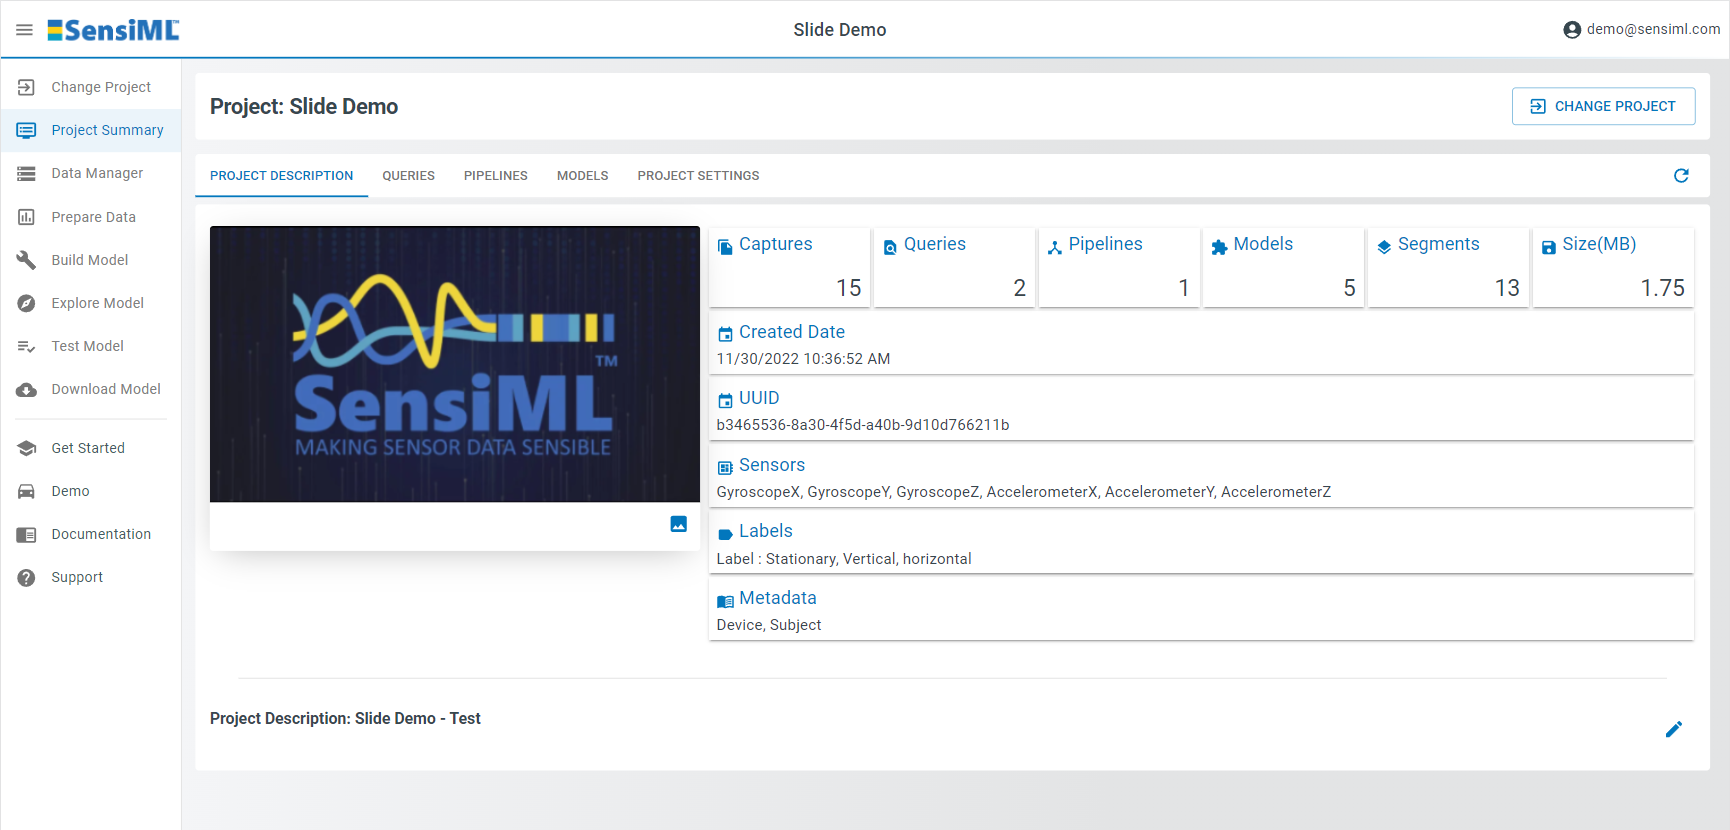 SensiML
Slide Demo
demo@sensiml.com
Change Project
Project Summary
Data Manager
Prepare Data
Build Model
Explore Model
Test Model
Download Model
Get Started
Demo
Documentation
Support
Project: Slide Demo
CHANGE PROJECT
PROJECT DESCRIPTION QUERIES PIPELINES MODELS PROJECT SETTINGS
SensiML TM
MAKING SENSOR DATA SENSIBLE
Captures
15
Queries
2
Pipelines
1
Models
5
Segments
13
Size(MB)
1.75
Created Date
11/30/2022 10:36:52 AM
UUID
b3465536-8a30-4f5d-a40b-9d10d766211b
Sensors
GyroscopeX, GyroscopeY, GyroscopeZ, AccelerometerX, AccelerometerY, AccelerometerZ
Labels
Label : Stationary, Vertical, horizontal
Metadata
Device, Subject
Project Description: Slide Demo - Test